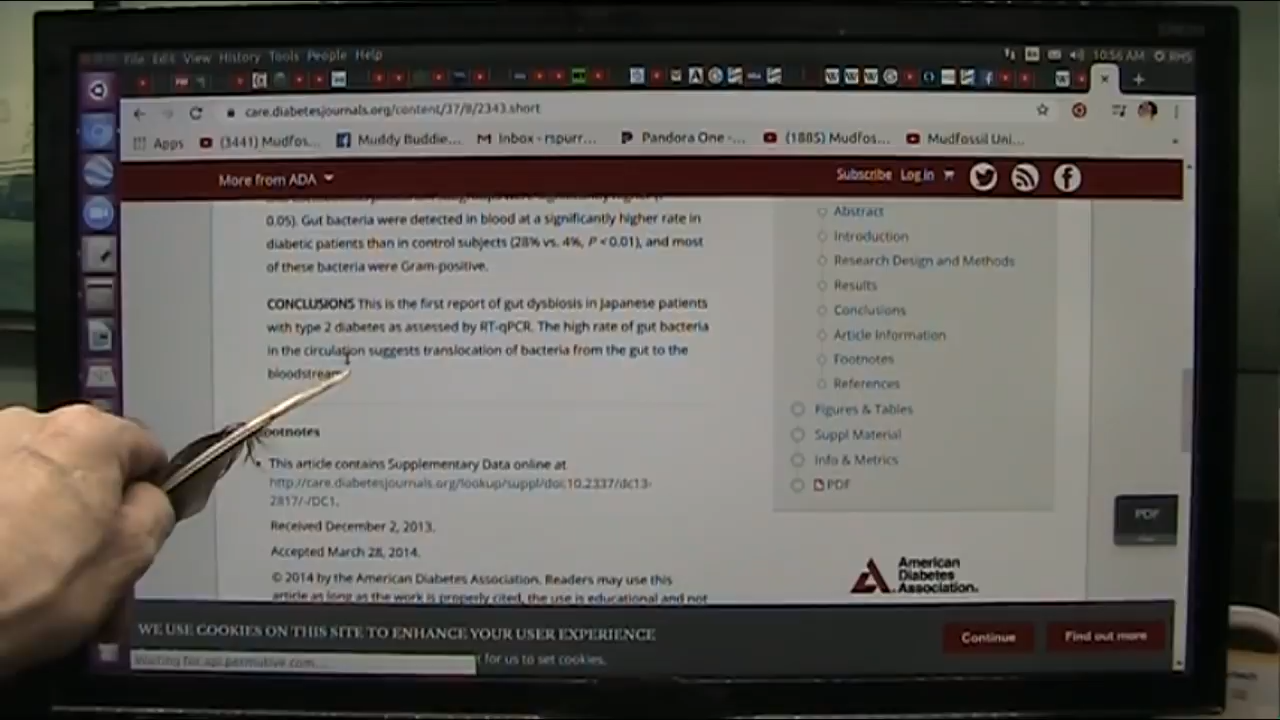 File Edit View History Tools People Help
10:56 AM RHS
care.diabetesjournals.org/content/37/8/2343.short
Apps (3441) Mudfos... Muddy Buddie... Inbox - rspurr... Pandora One -... (1885) Mudfos... Mudfossil Uni...
More from ADA Subscribe Log in
0.05). Gut bacteria were detected in blood at a significantly higher rate in
diabetic patients than in control subjects (28% vs. 4%, P < 0.01), and most
of these bacteria were Gram-positive.
CONCLUSIONS This is the first report of gut dysbiosis in Japanese patients
with type 2 diabetes as assessed by RT-qPCR. The high rate of gut bacteria
in the circulation suggests translocation of bacteria from the gut to the
bloodstream
ootnotes
This article contains Supplementary Data online at
http://care.diabetesjournals.org/lookup/suppl/doi:10.2337/dc13-
2817/-/DC1.
Received December 2, 2013.
Accepted March 28, 2014.
© 2014 by the American Diabetes Association. Readers may use this
article as long as the work is properly cited, the use is educational and not
Abstract
Introduction
Research Design and Methods
Results
Conclusions
Article Information
Footnotes
References
Figures & Tables
Suppl Material
Info & Metrics
PDF
PDF
American
Diabetes
Association.
WE USE COOKIES ON THIS SITE TO ENHANCE YOUR USER EXPERIENCE
Continue
Find out more
Waiting for api.permutive.com...
for us to set cookies.